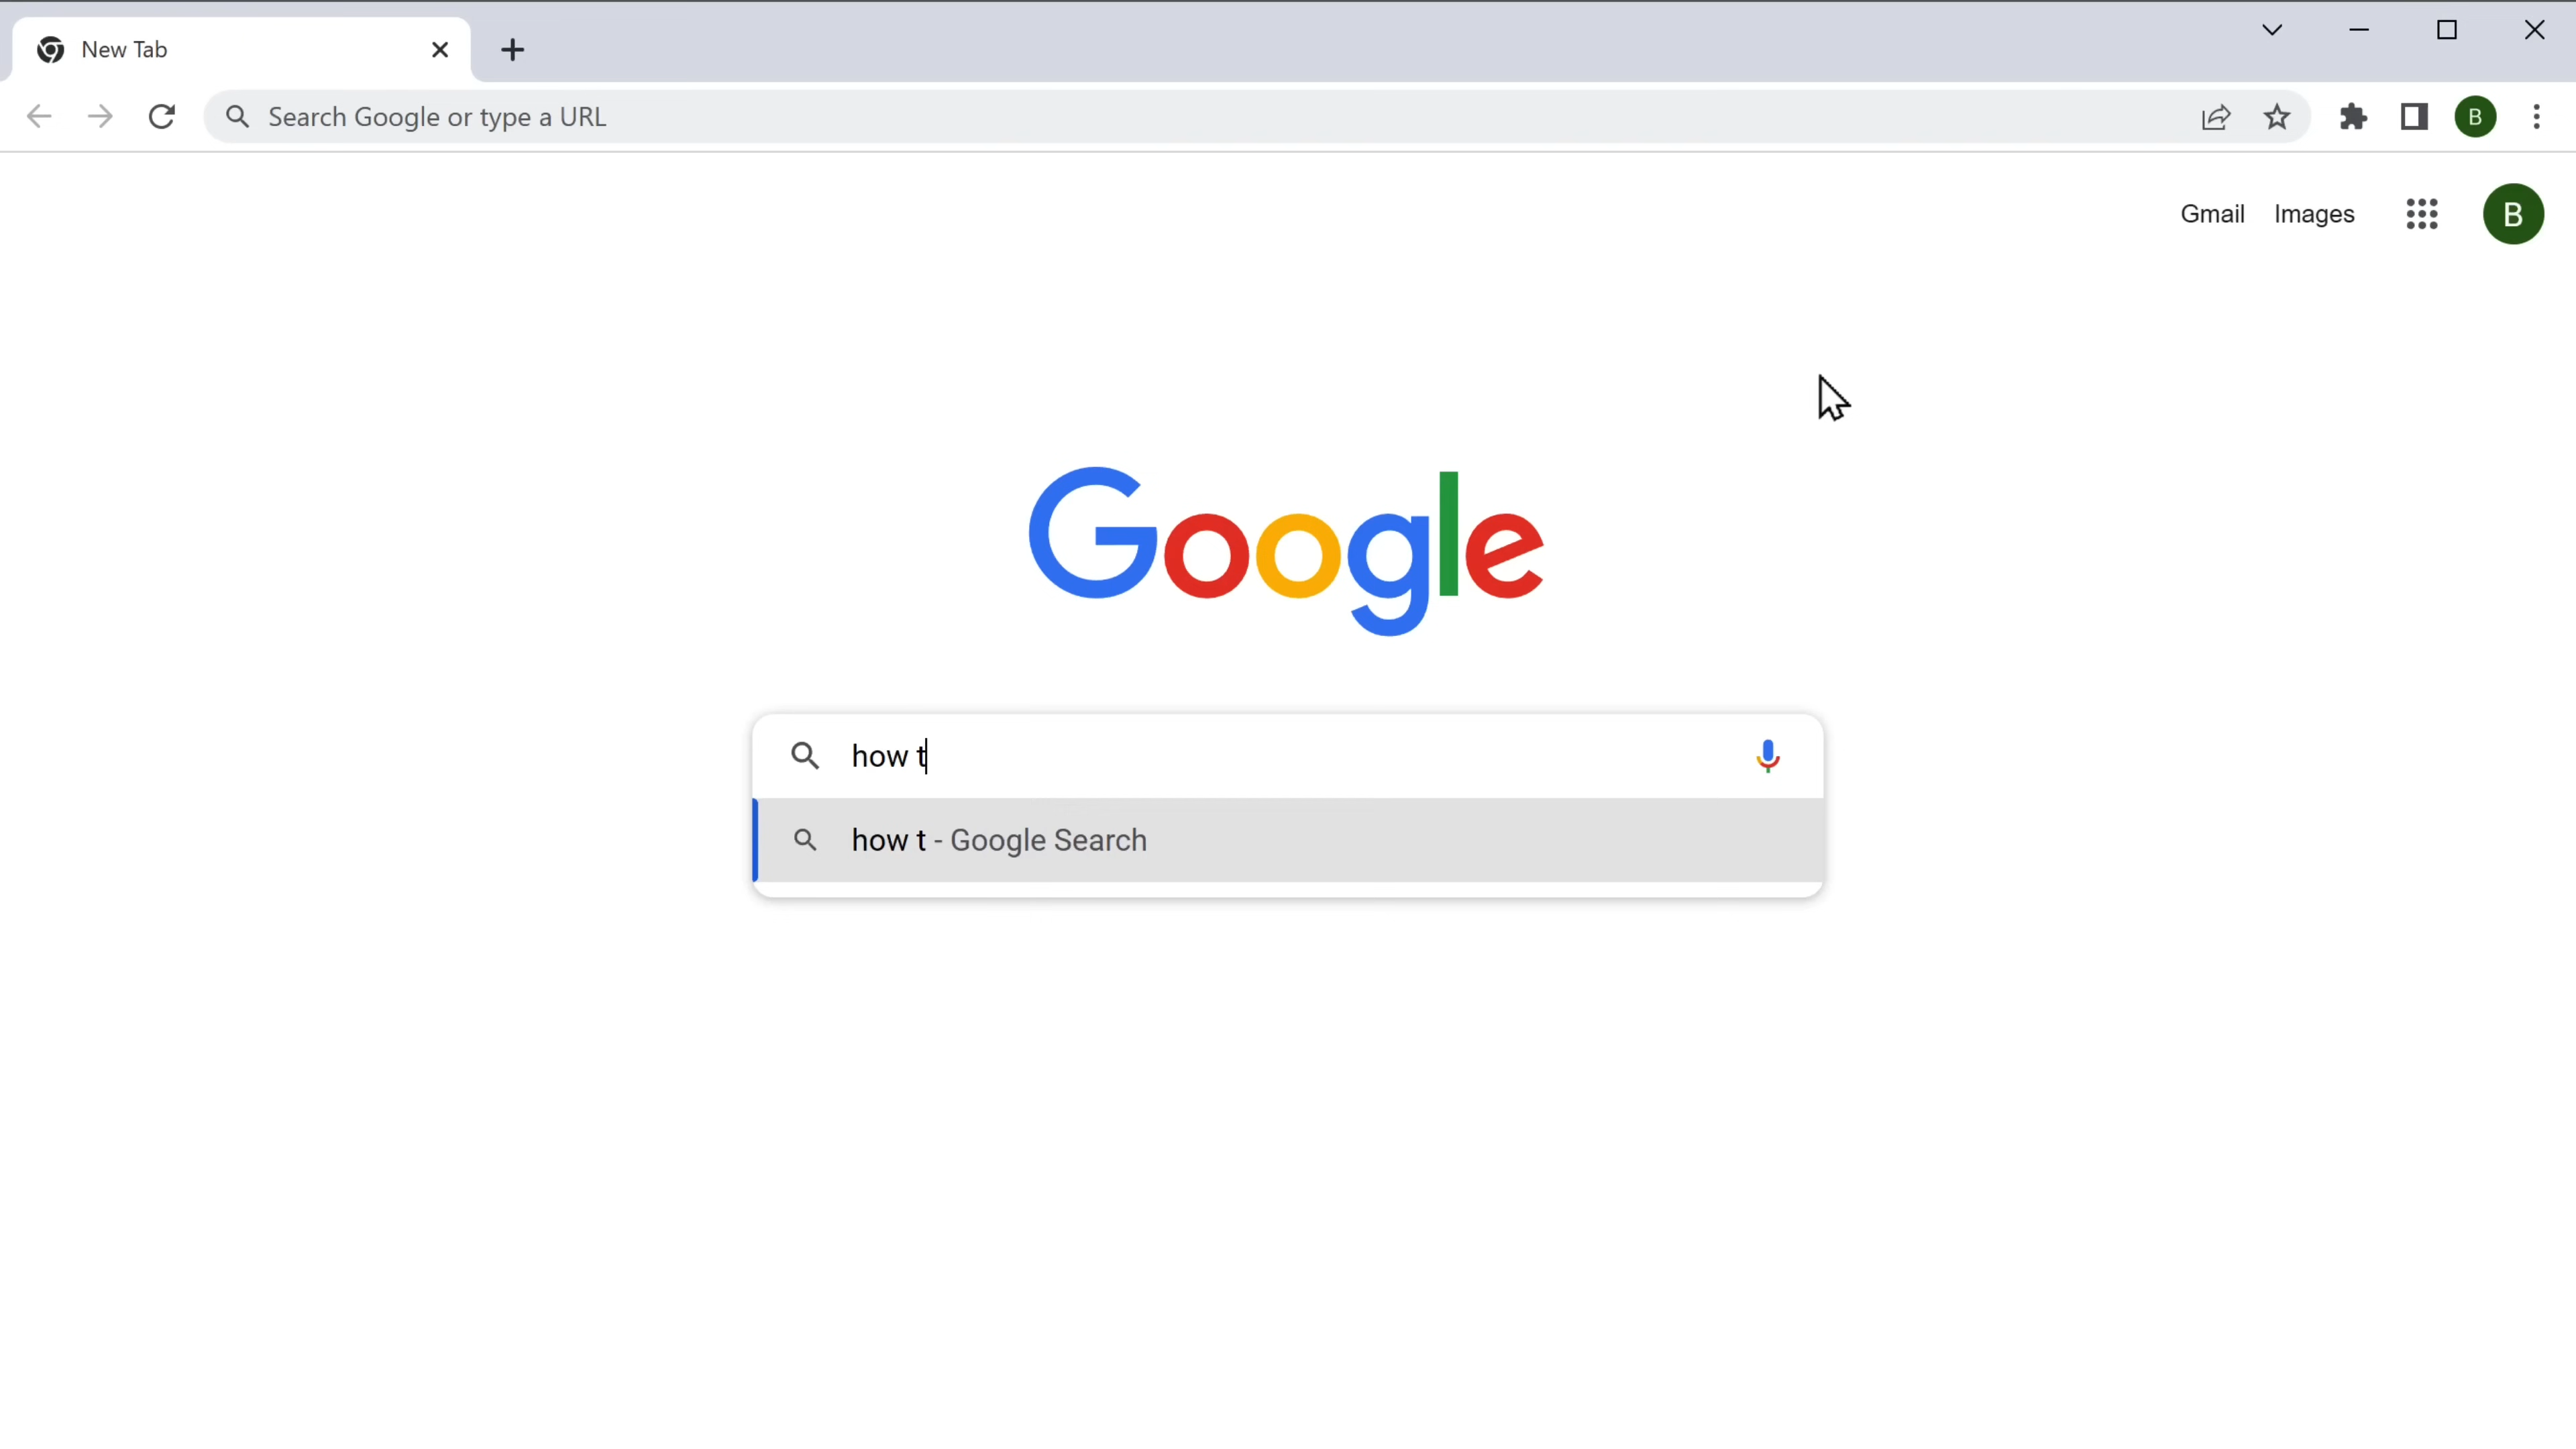 New Tab
Search Google or type a URL
B
Gmail Images B
Google
how t
how t - Google Search